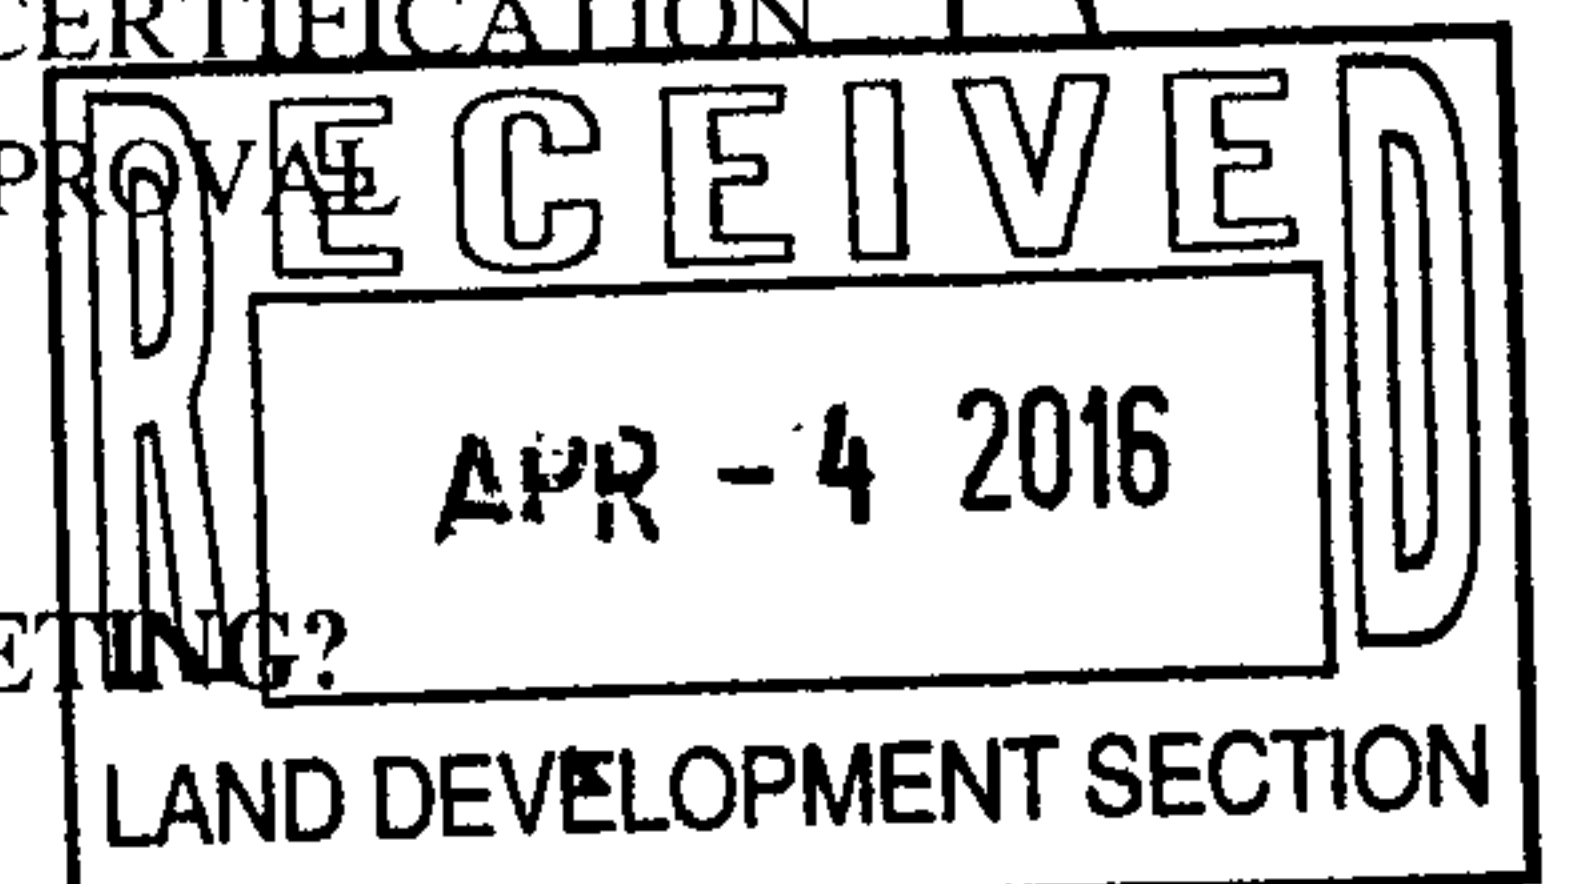 CERTIFICATION
PROVAL
RECEIVED
APR - 4 2016
ETING?
LAND DEVELOPMENT SECTION